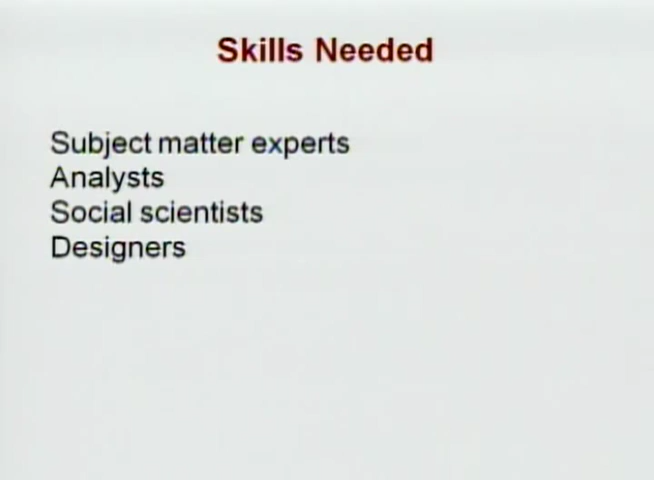 Skills Needed
Subject matter experts
Analysts
Social scientists
Designers